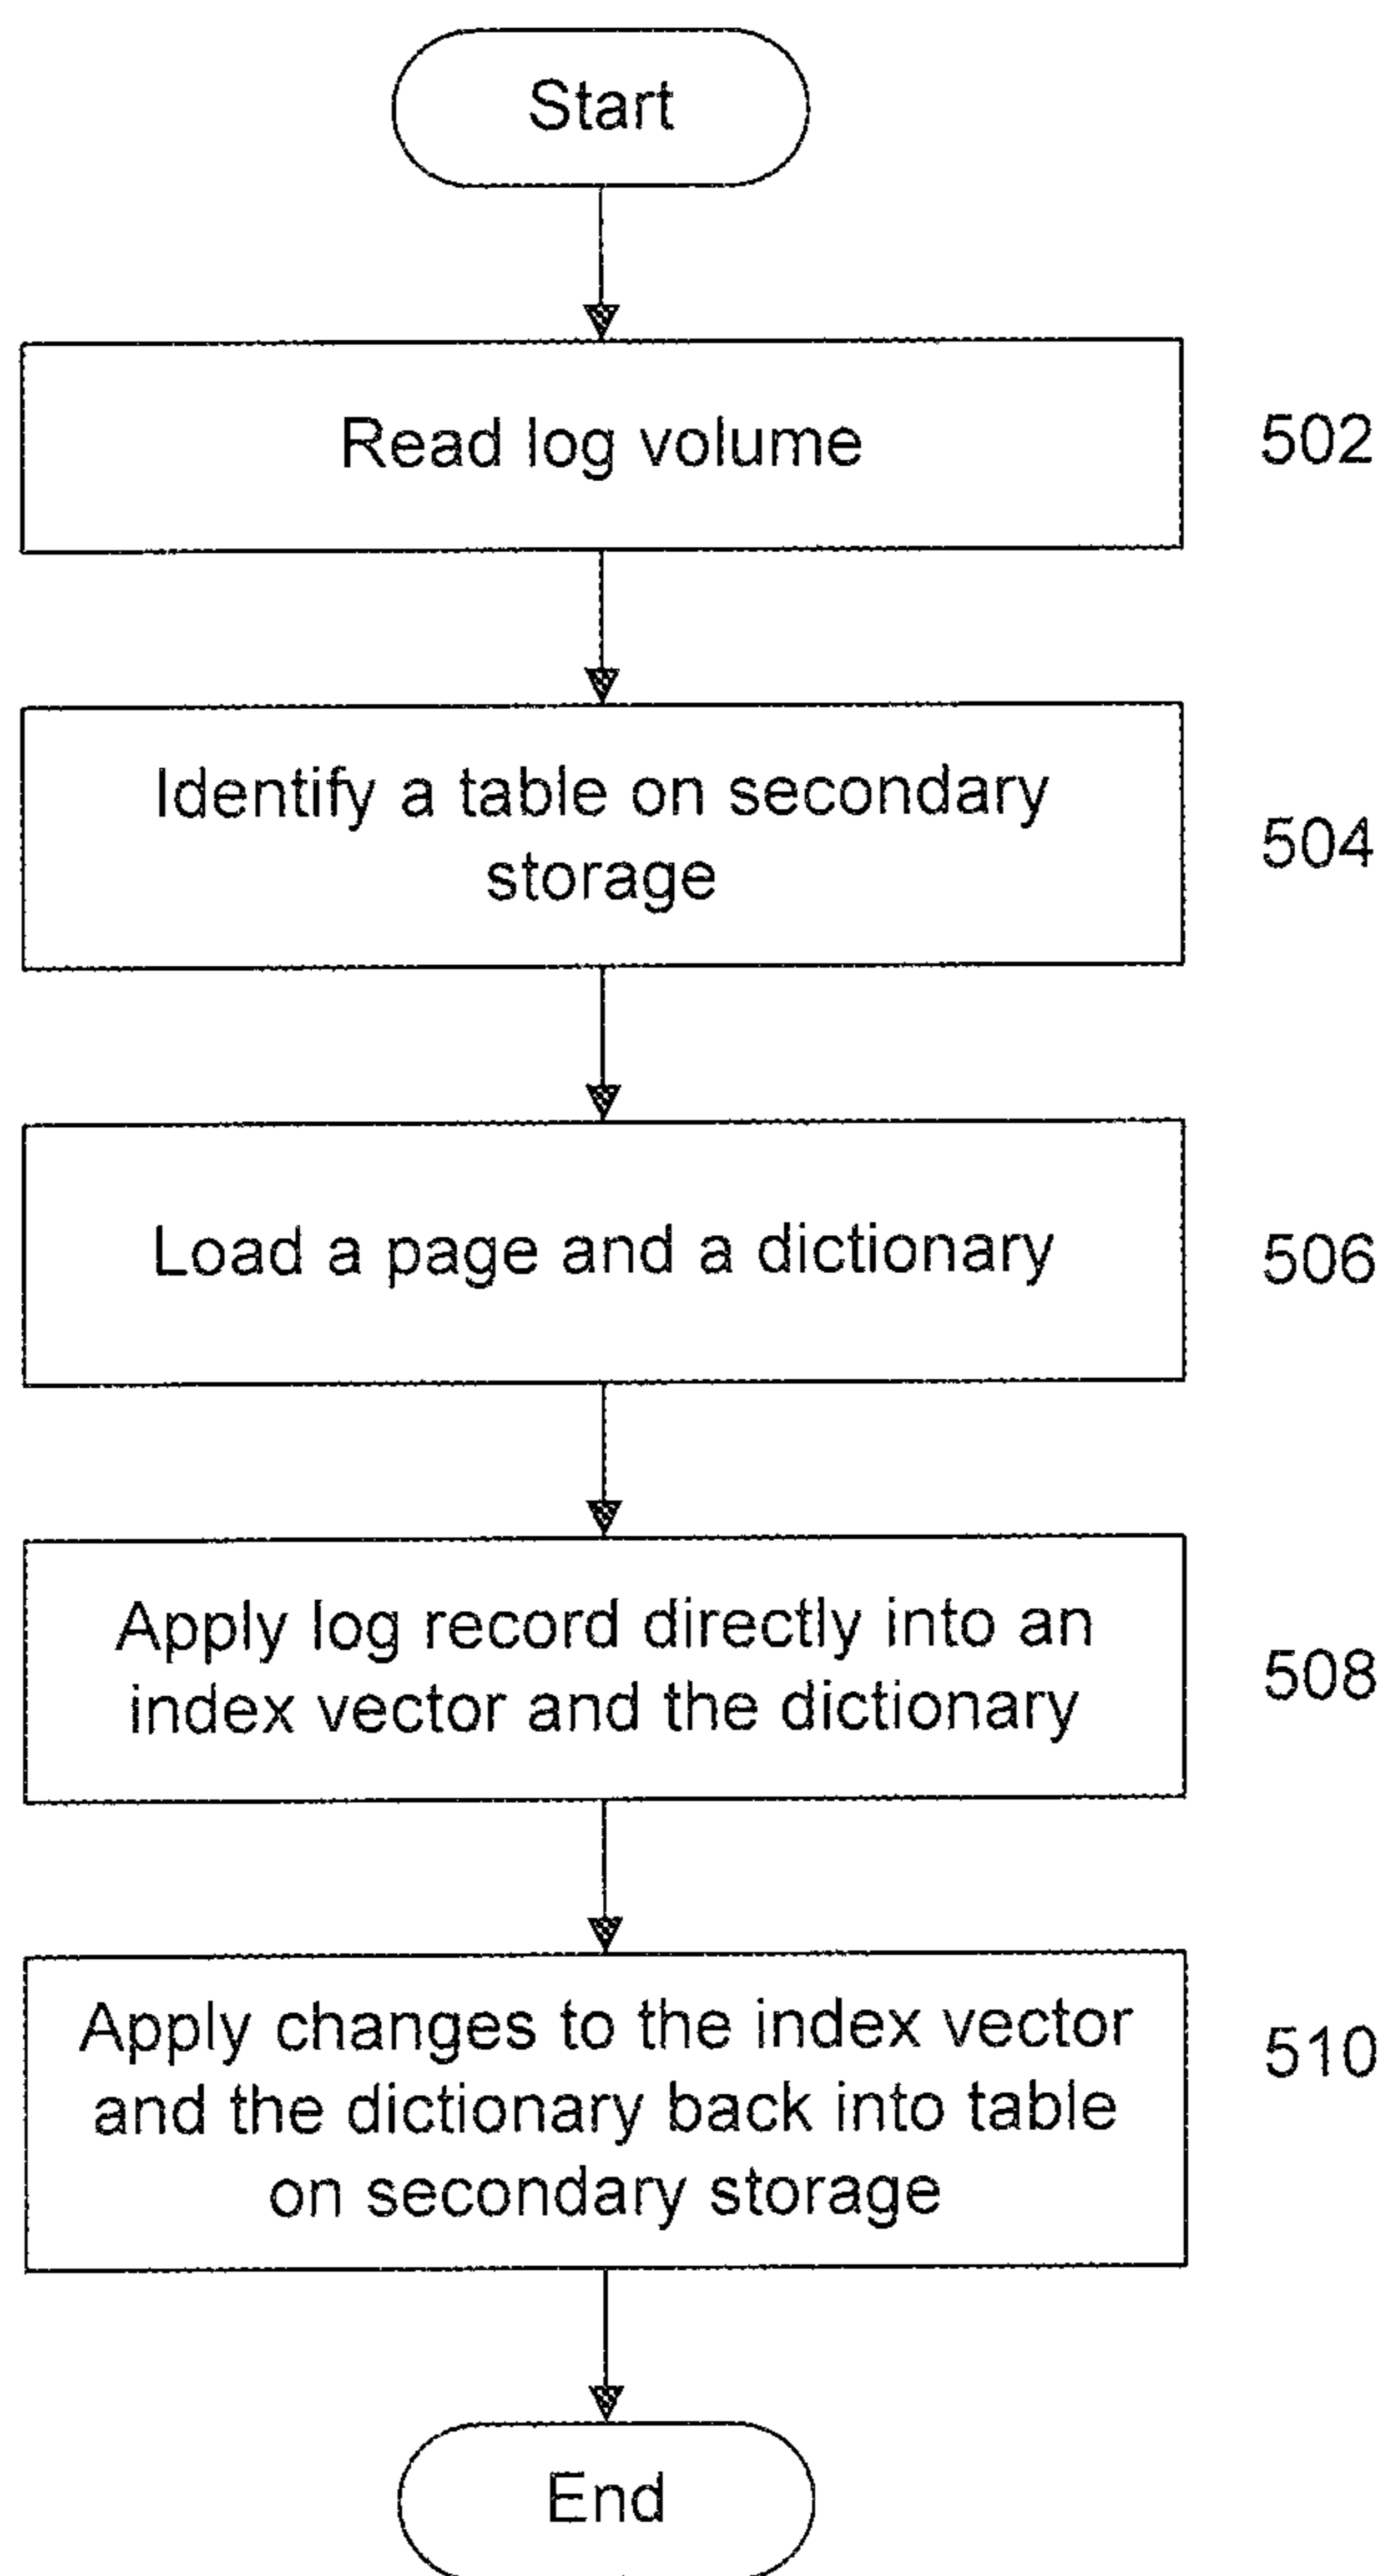 Start
Read log volume
502
Identify a table on secondary
storage
504
Load a page and a dictionary
506
Apply log record directly into an
index vector and the dictionary
508
Apply changes to the index vector
and the dictionary back into table
on secondary storage
510
End